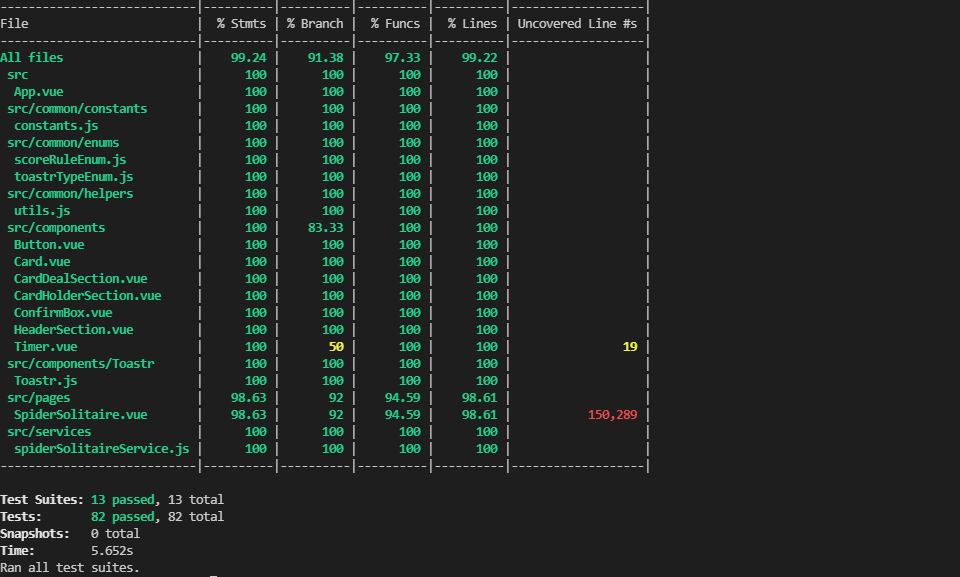 ---------------------------|----------|----------|----------|----------|-------------------|
File                       |  % Stmts | % Branch |  % Funcs |  % Lines | Uncovered Line #s |
---------------------------|----------|----------|----------|----------|-------------------|
All files                  |    99.24 |    91.38 |    97.33 |    99.22 |                   |
 src                       |      100 |      100 |      100 |      100 |                   |
  App.vue                  |      100 |      100 |      100 |      100 |                   |
 src/common/constants      |      100 |      100 |      100 |      100 |                   |
  constants.js             |      100 |      100 |      100 |      100 |                   |
 src/common/enums          |      100 |      100 |      100 |      100 |                   |
  scoreRuleEnum.js         |      100 |      100 |      100 |      100 |                   |
  toastrTypeEnum.js        |      100 |      100 |      100 |      100 |                   |
 src/common/helpers        |      100 |      100 |      100 |      100 |                   |
  utils.js                 |      100 |      100 |      100 |      100 |                   |
 src/components            |      100 |    83.33 |      100 |      100 |                   |
  Button.vue               |      100 |      100 |      100 |      100 |                   |
  Card.vue                 |      100 |      100 |      100 |      100 |                   |
  CardDealSection.vue      |      100 |      100 |      100 |      100 |                   |
  CardHolderSection.vue    |      100 |      100 |      100 |      100 |                   |
  ConfirmBox.vue           |      100 |      100 |      100 |      100 |                   |
  HeaderSection.vue        |      100 |      100 |      100 |      100 |                   |
  Timer.vue                |      100 |       50 |      100 |      100 |                19 |
 src/components/Toastr     |      100 |      100 |      100 |      100 |                   |
  Toastr.js                |      100 |      100 |      100 |      100 |                   |
 src/pages                 |    98.63 |       92 |    94.59 |    98.61 |                   |
  SpiderSolitaire.vue      |    98.63 |       92 |    94.59 |    98.61 |           150,289 |
 src/services              |      100 |      100 |      100 |      100 |                   |
  spiderSolitaireService.js |      100 |      100 |      100 |      100 |                   |
---------------------------|----------|----------|----------|----------|-------------------|
Test Suites: 13 passed, 13 total
Tests:       82 passed, 82 total
Snapshots:   0 total
Time:        5.652s
Ran all test suites.